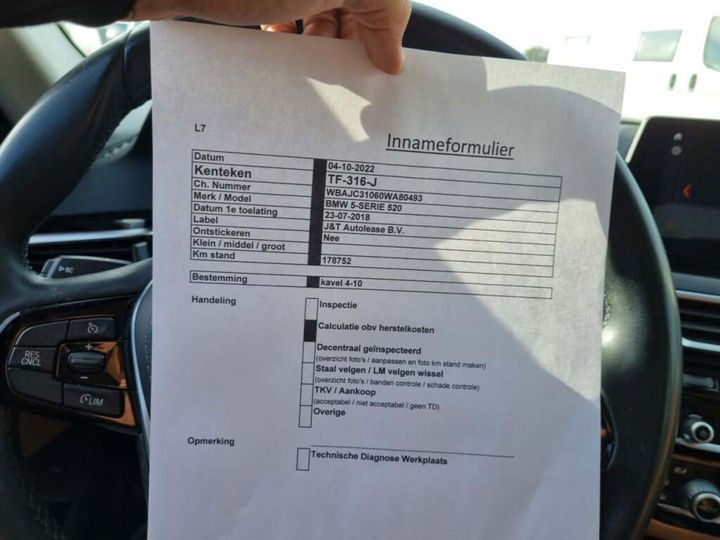 L7
Innameformulier
Datum 04-10-2022
Kenteken TF-316-J
Ch. Nummer WBAJC31060WA80493
Merk / Model BMW 5-SERIE 520
Datum 1e toelating 23-07-2018
Label J&T Autolease B.V.
Ontstickeren Nee
Klein / middel / groot
Km stand 178752
Bestemming kavel 4-10
Handeling Inspectie
Calculatie obv herstelkosten
Decentraal geïnspecteerd
(overzicht foto's / aanpassen en foto km stand maken)
Staal velgen / LM velgen wissel
(overzicht foto's / banden controle / schade controle)
TKV / Aankoop
(acceptabel / niet acceptabel / geen TD)
Overige
Opmerking
Technische Diagnose Werkplaats
RES
CNCL
+
LIM